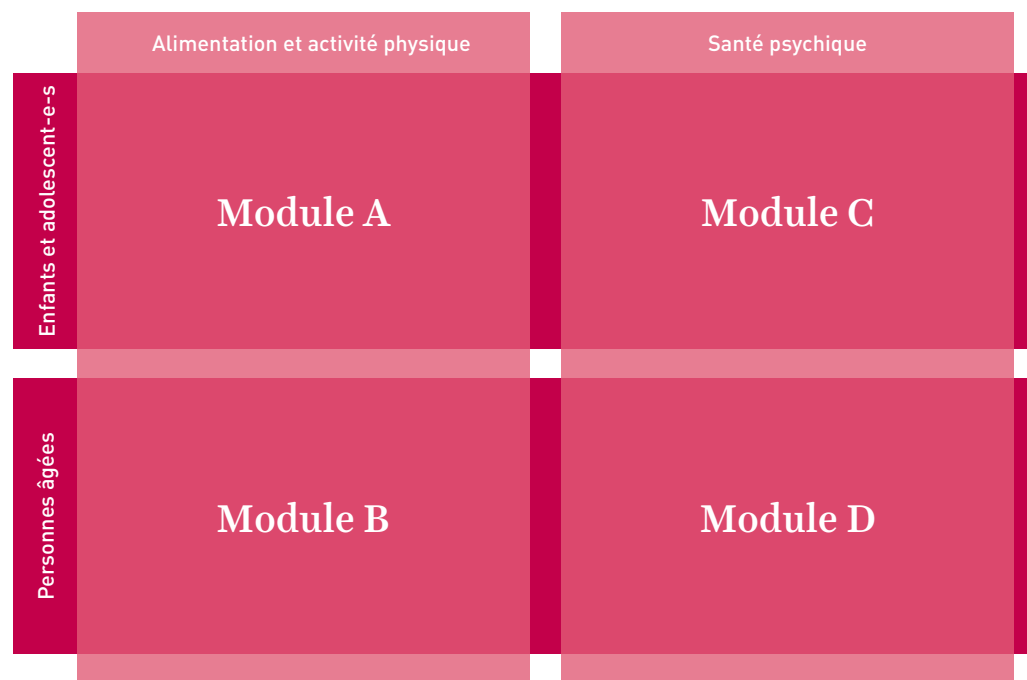 Alimentation et activité physique
Santé psychique
Enfants et adolescent-e-s
Module A
Module C
Personnes âgées
Module B
Module D